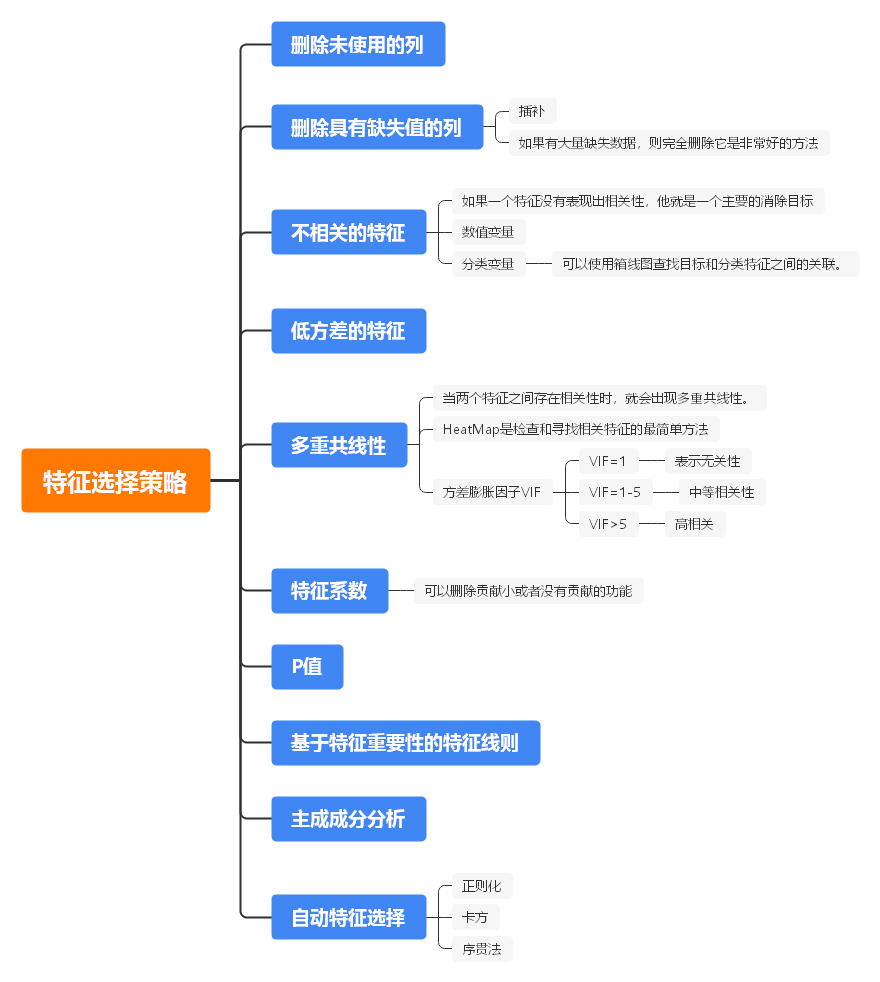 特征选择策略
删除未使用的列
删除具有缺失值的列
插补
如果有大量缺失数据，则完全删除它是非常好的方法
不相关的特征
如果一个特征没有表现出相关性，他就是一个主要的消除目标
数值变量
分类变量
可以使用箱线图查找目标和分类特征之间的关联。
低方差的特征
多重共线性
当两个特征之间存在相关性时，就会出现多重共线性。
HeatMap是检查和寻找相关特征的最简单方法
方差膨胀因子VIF
VIF=1
表示无关性
VIF=1-5
中等相关性
VIF>5
高相关
特征系数
可以删除贡献小或者没有贡献的功能
P值
基于特征重要性的特征线则
主成成分分析
自动特征选择
正则化
卡方
序贯法